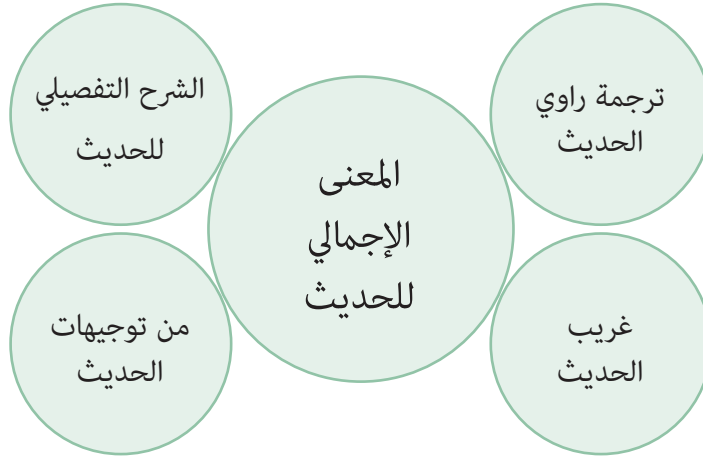 ترجمة راوي
الحديث
غريب
الحديث
المعنى
الإجمالي
للحديث
الشرح التفصيلي
للحديث
من توجيهات
الحديث